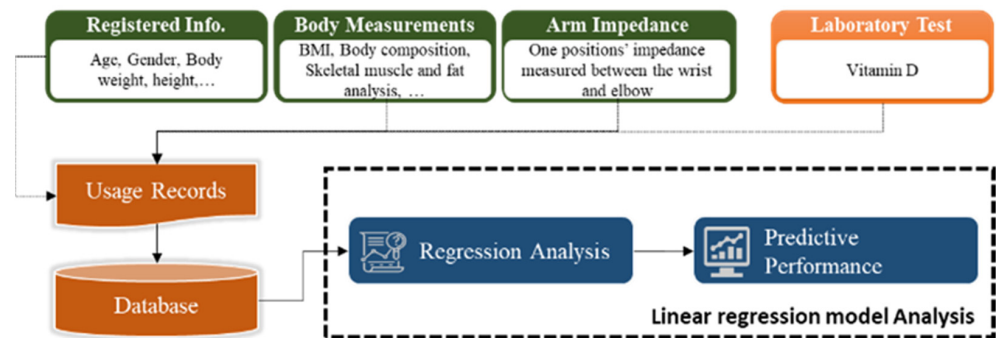 Registered Info.
Age, Gender, Body
weight, height,…
Body Measurements
BMI, Body composition,
Skeletal muscle and fat
analysis, …
Arm Impedance
One positions’ impedance
measured between the wrist
and elbow
Laboratory Test
Vitamin D
Usage Records
Database
Regression Analysis
Predictive
Performance
Linear regression model Analysis